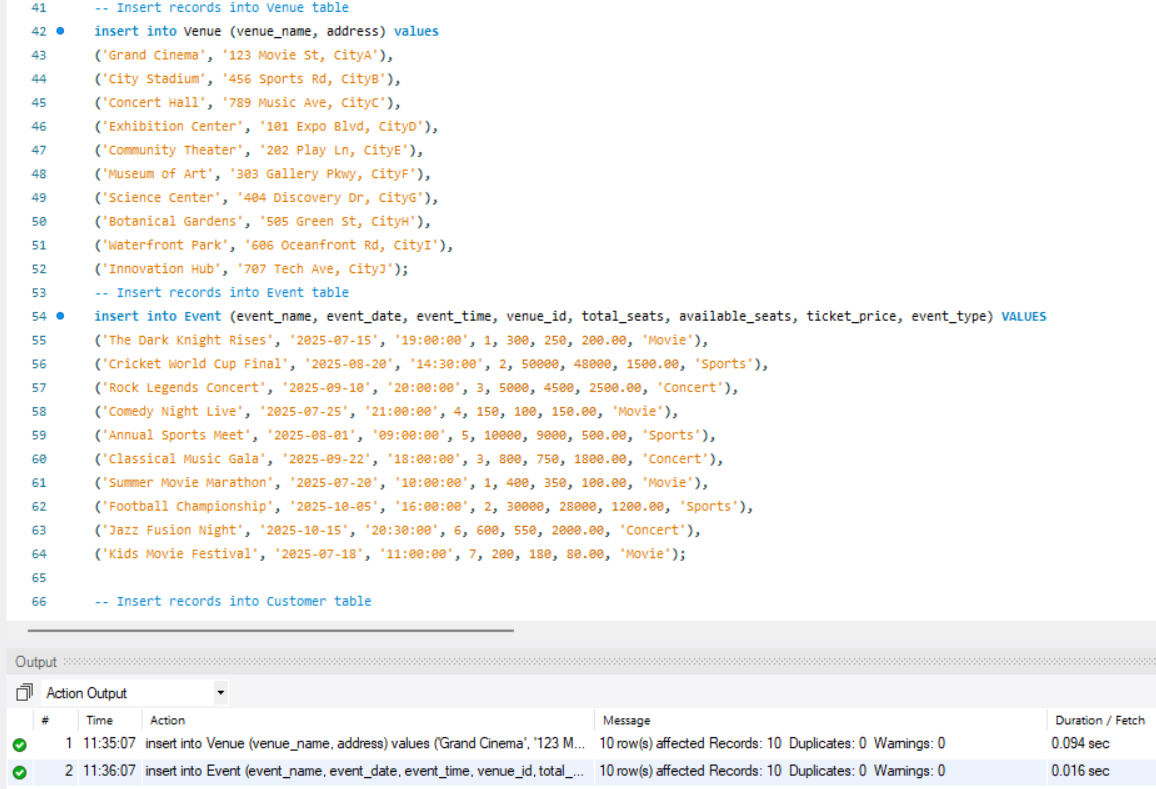 41 -- Insert records into Venue table
42 insert into Venue (venue_name, address) values
43 ('Grand Cinema', '123 Movie St, CityA'),
44 ('City Stadium', '456 Sports Rd, CityB'),
45 ('Concert Hall', '789 Music Ave, CityC'),
46 ('Exhibition Center', '101 Expo Blvd, CityD'),
47 ('Community Theater', '202 Play Ln, CityE'),
48 ('Museum of Art', '303 Gallery Pkwy, CityF'),
49 ('Science Center', '404 Discovery Dr, CityG'),
50 ('Botanical Gardens', '505 Green St, CityH'),
51 ('Waterfront Park', '606 Oceanfront Rd, CityI'),
52 ('Innovation Hub', '707 Tech Ave, CityJ');
53 -- Insert records into Event table
54 insert into Event (event_name, event_date, event_time, venue_id, total_seats, available_seats, ticket_price, event_type) VALUES
55 ('The Dark Knight Rises', '2025-07-15', '19:00:00', 1, 300, 250, 200.00, 'Movie'),
56 ('Cricket World Cup Final', '2025-08-20', '14:30:00', 2, 50000, 48000, 1500.00, 'Sports'),
57 ('Rock Legends Concert', '2025-09-10', '20:00:00', 3, 5000, 4500, 2500.00, 'Concert'),
58 ('Comedy Night Live', '2025-07-25', '21:00:00', 4, 150, 100, 150.00, 'Movie'),
59 ('Annual Sports Meet', '2025-08-01', '09:00:00', 5, 10000, 9000, 500.00, 'Sports'),
60 ('Classical Music Gala', '2025-09-22', '18:00:00', 3, 800, 750, 1800.00, 'Concert'),
61 ('Summer Movie Marathon', '2025-07-20', '10:00:00', 1, 400, 350, 100.00, 'Movie'),
62 ('Football Championship', '2025-10-05', '16:00:00', 2, 30000, 28000, 1200.00, 'Sports'),
63 ('Jazz Fusion Night', '2025-10-15', '20:30:00', 6, 600, 550, 2000.00, 'Concert'),
64 ('Kids Movie Festival', '2025-07-18', '11:00:00', 7, 200, 180, 80.00, 'Movie');
65
66 -- Insert records into Customer table
Output
Action Output
# Time Action Message Duration / Fetch
1 11:35:07 insert into Venue (venue_name, address) values ('Grand Cinema', '123 M... 10 row(s) affected Records: 10 Duplicates: 0 Warnings: 0 0.094 sec
2 11:36:07 insert into Event (event_name, event_date, event_time, venue_id, total_... 10 row(s) affected Records: 10 Duplicates: 0 Warnings: 0 0.016 sec